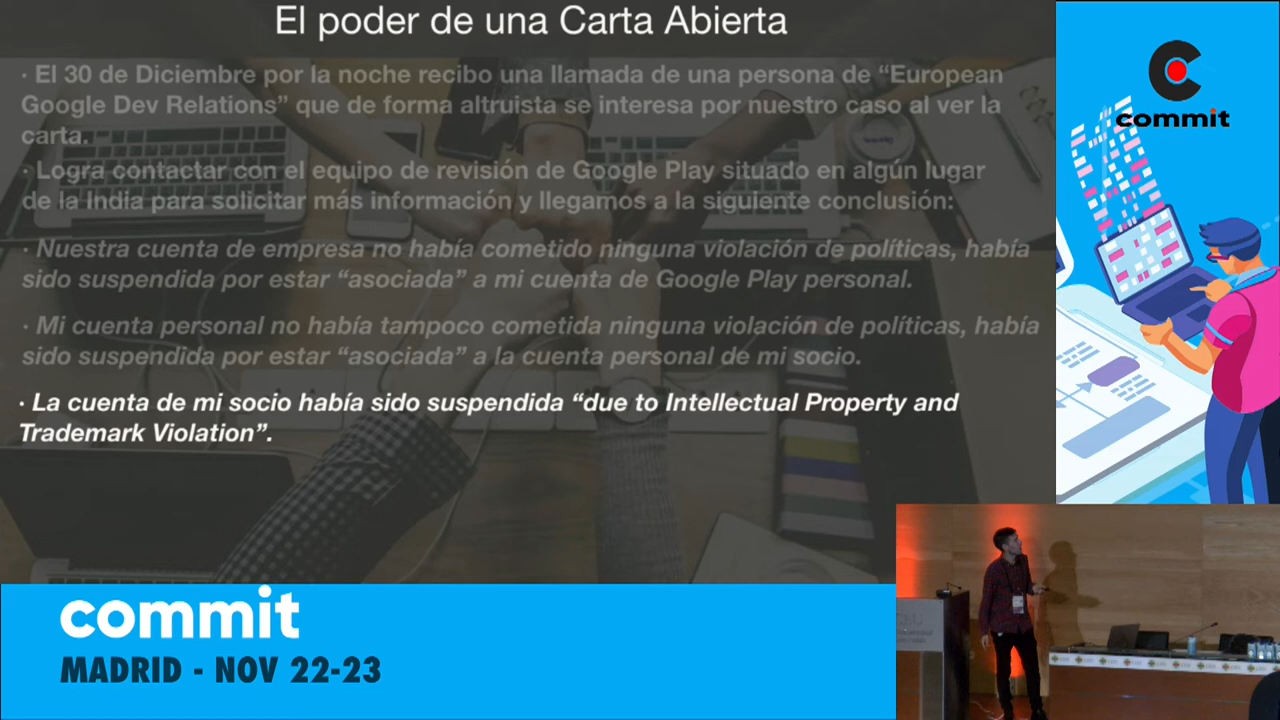 El poder de una Carta Abierta
· El 30 de Diciembre por la noche recibo una llamada de una persona de “European
Google Dev Relations” que de forma altruista se interesa por nuestro caso al ver la
carta.
· Logra contactar con el equipo de revisión de Google Play situado en algún lugar
de la India para solicitar más información y llegamos a la siguiente conclusión:
· Nuestra cuenta de empresa no había cometido ninguna violación de políticas, había
sido suspendida por estar “asociada” a mi cuenta de Google Play personal.
· Mi cuenta personal no había tampoco cometida ninguna violación de políticas, había
sido suspendida por estar “asociada” a la cuenta personal de mi socio.
· La cuenta de mi socio había sido suspendida “due to Intellectual Property and
Trademark Violation”.
commit
commit
MADRID - NOV 22-23